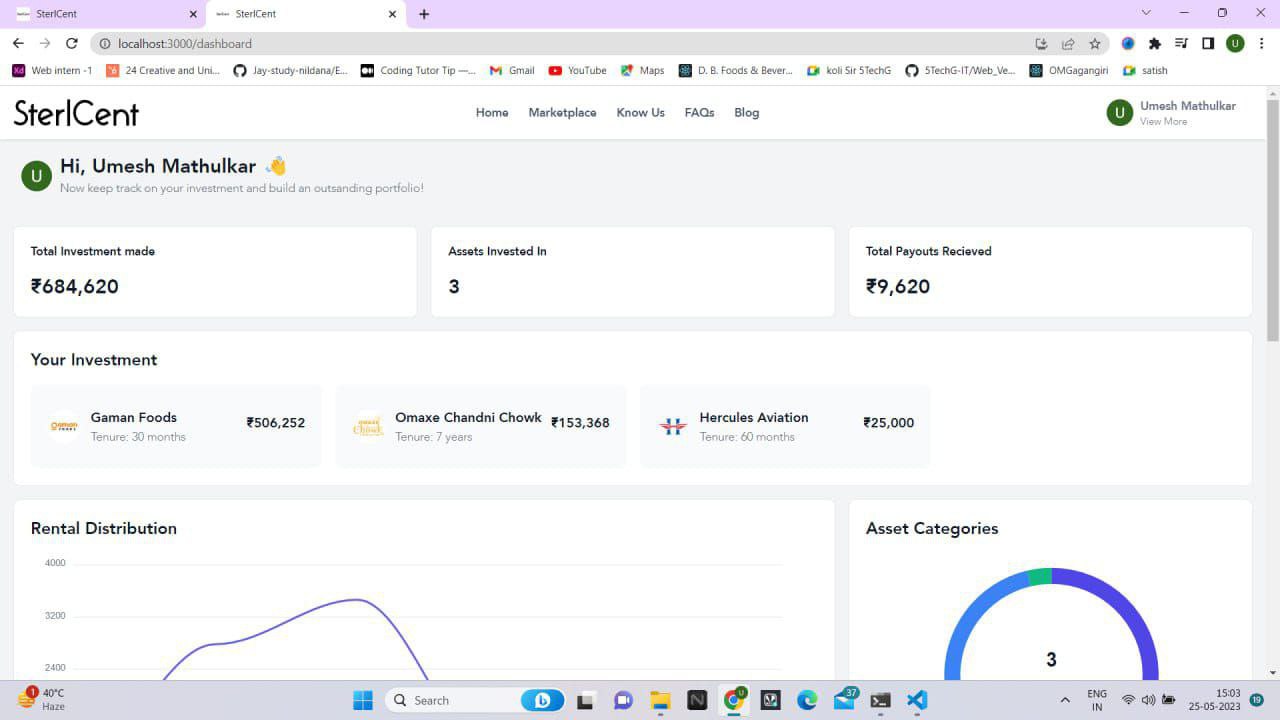 SterlCent
SterlCent
localhost:3000/dashboard
U
Web intern -1
24 Creative and Uni...
Jay-study-nildana/E...
Coding Tutor Tip —...
Gmail
YouTube
Maps
D. B. Foods & Bever...
koli Sir 5TechG
5TechG-IT/Web_Ve...
OMGagangiri
satish
SterlCent
Home
Marketplace
Know Us
FAQs
Blog
U
Umesh Mathulkar
View More
U
Hi, Umesh Mathulkar 👋
Now keep track on your investment and build an outsanding portfolio!
Total Investment made
₹684,620
Assets Invested In
3
Total Payouts Recieved
₹9,620
Your Investment
Gaman Foods
Tenure: 30 months
₹506,252
Omaxe Chandni Chowk
Tenure: 7 years
₹153,368
Hercules Aviation
Tenure: 60 months
₹25,000
Rental Distribution
4000
3200
2400
Asset Categories
3
1
40°C
Haze
Search
37
ENG
IN
15:03
25-05-2023
19